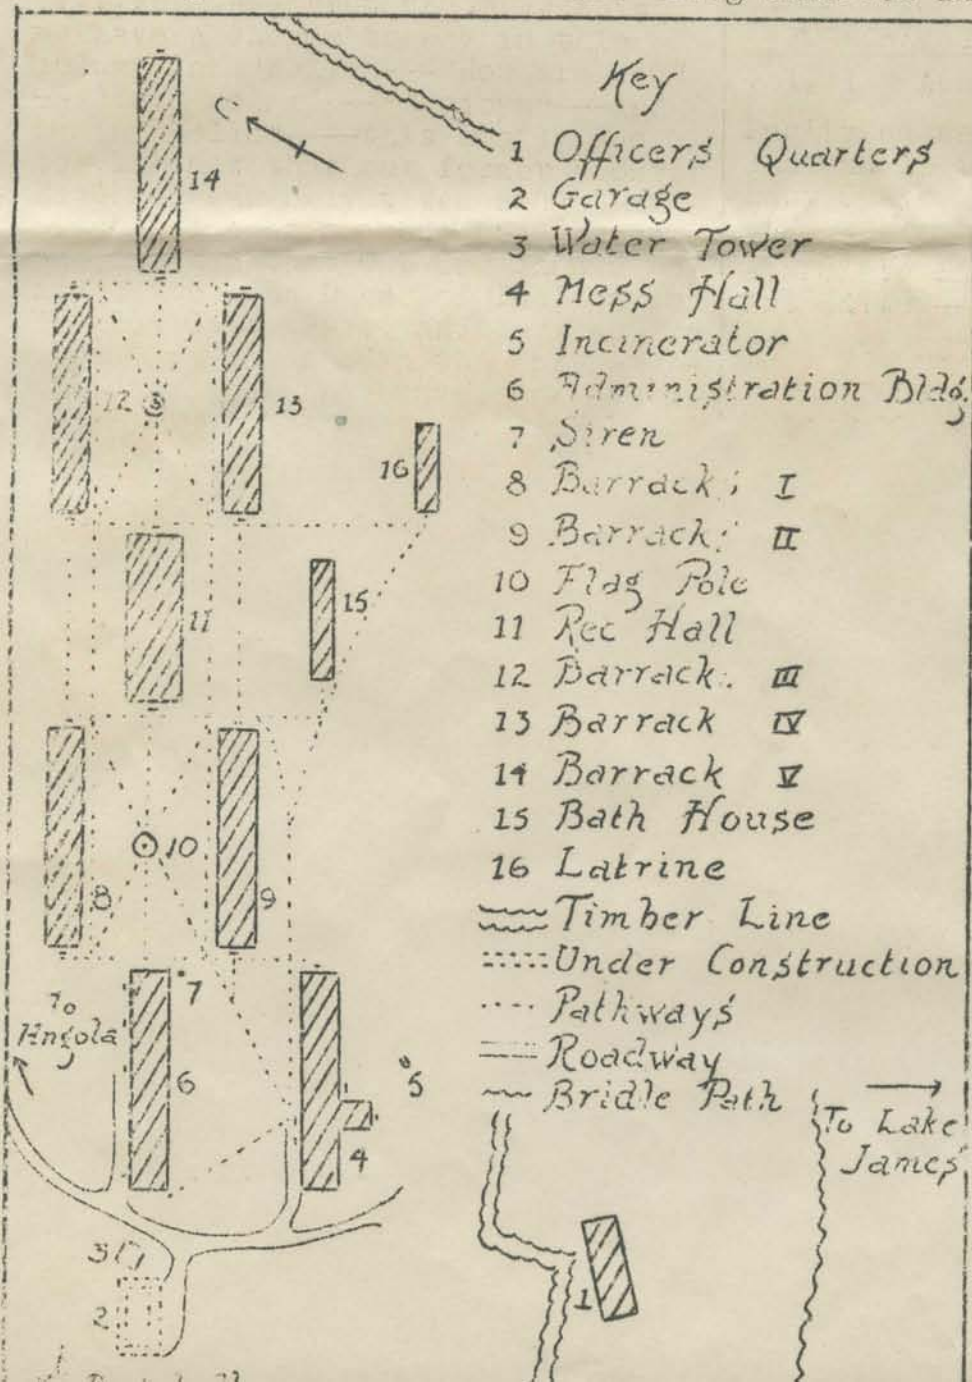 Key
1 Officers Quarters
2 Garage
3 Water Tower
4 Mess Hall
5 Incinerator
6 Administration Bldg.
7 Siren
8 Barracks I
9 Barracks II
10 Flag Pole
11 Rec Hall
12 Barrack. III
13 Barrack IV
14 Barrack V
15 Bath House
16 Latrine
Timber Line
Under Construction
Pathways
Roadway
Bridle Path
14
12
13
16
15
11
10
8
9
7
To
Angola
6
5
4
To Lake
James
3
2
1